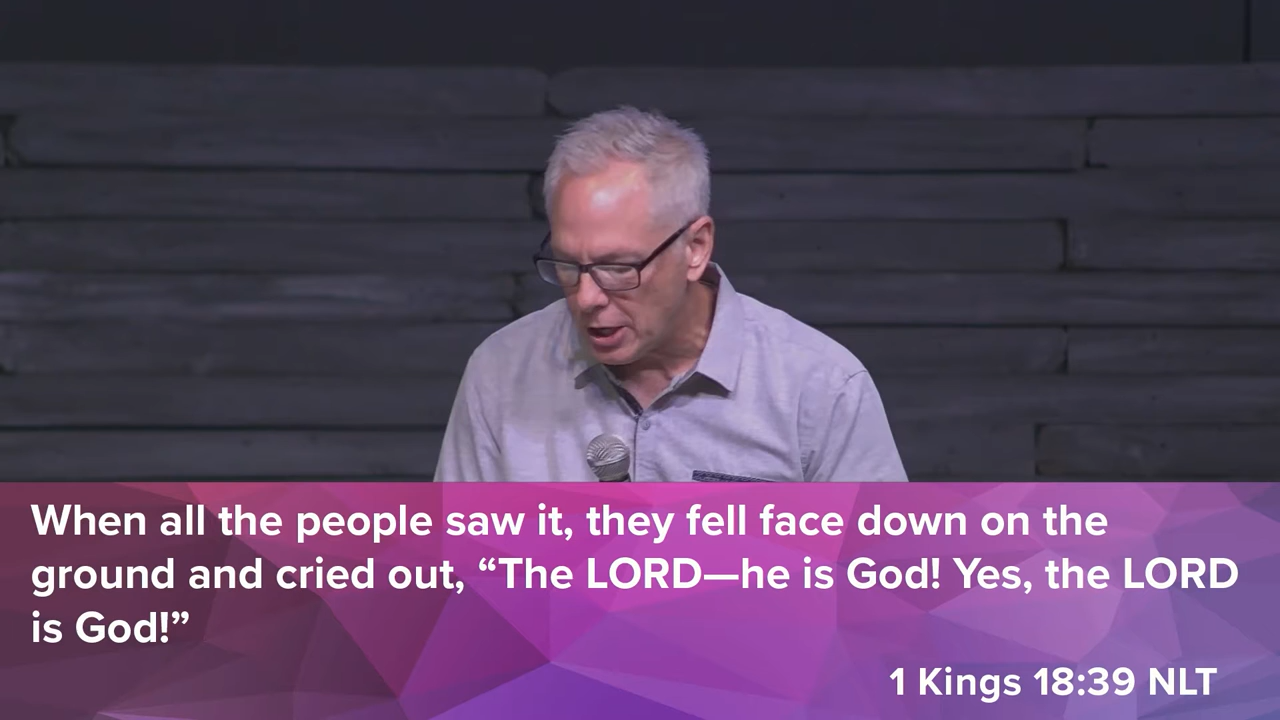 When all the people saw it, they fell face down on the
ground and cried out, “The LORD—he is God! Yes, the LORD
is God!”
1 Kings 18:39 NLT